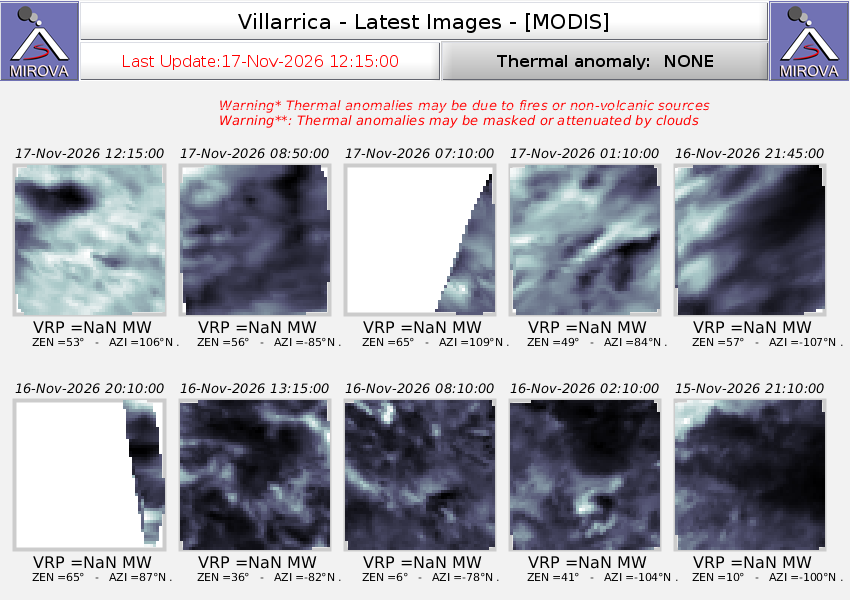 Villarrica - Latest Images - [MODIS]
MIROVA
Last Update:17-Nov-2026 12:15:00
Thermal anomaly: NONE
MIROVA
Warning* Thermal anomalies may be due to fires or non-volcanic sources
Warning**: Thermal anomalies may be masked or attenuated by clouds
17-Nov-2026 12:15:00 17-Nov-2026 08:50:00 17-Nov-2026 07:10:00 17-Nov-2026 01:10:00 16-Nov-2026 21:45:00
VRP =NaN MW VRP =NaN MW VRP =NaN MW VRP =NaN MW VRP =NaN MW
ZEN =53° - AZI =106°N . ZEN =56° - AZI =-85°N . ZEN =65° - AZI =109°N . ZEN =49° - AZI =84°N . ZEN =57° - AZI =-107°N .
16-Nov-2026 20:10:00 16-Nov-2026 13:15:00 16-Nov-2026 08:10:00 16-Nov-2026 02:10:00 15-Nov-2026 21:10:00
VRP =NaN MW VRP =NaN MW VRP =NaN MW VRP =NaN MW VRP =NaN MW
ZEN =65° - AZI =87°N . ZEN =36° - AZI =-82°N . ZEN =6° - AZI =-78°N . ZEN =41° - AZI =-104°N . ZEN =10° - AZI =-100°N .